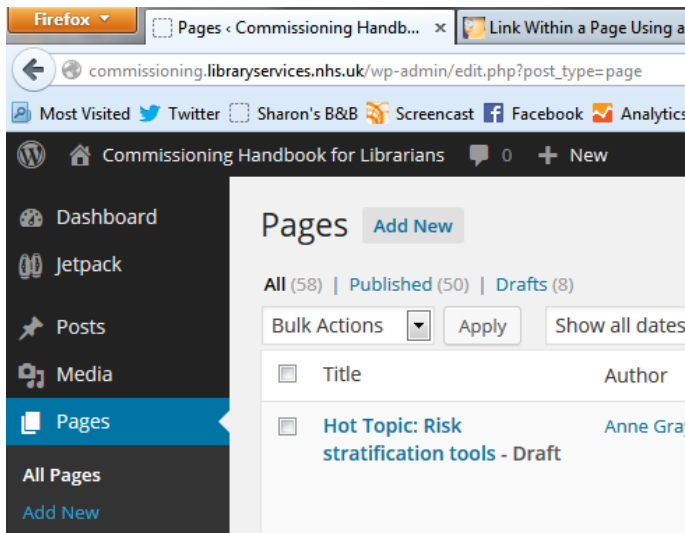 Firefox
Pages ‹ Commissioning Handb... × Link Within a Page Using a
commissioning.libraryservices.nhs.uk/wp-admin/edit.php?post_type=page
Most Visited Twitter Sharon's B&B Screencast Facebook Analytics
Commissioning Handbook for Librarians 0 + New
Dashboard
Jetpack
Posts
Media
Pages
All Pages
Add New
Pages Add New
All (58) | Published (50) | Drafts (8)
Bulk Actions Apply Show all dates
Title Author
Hot Topic: Risk Anne Gray
stratification tools - Draft